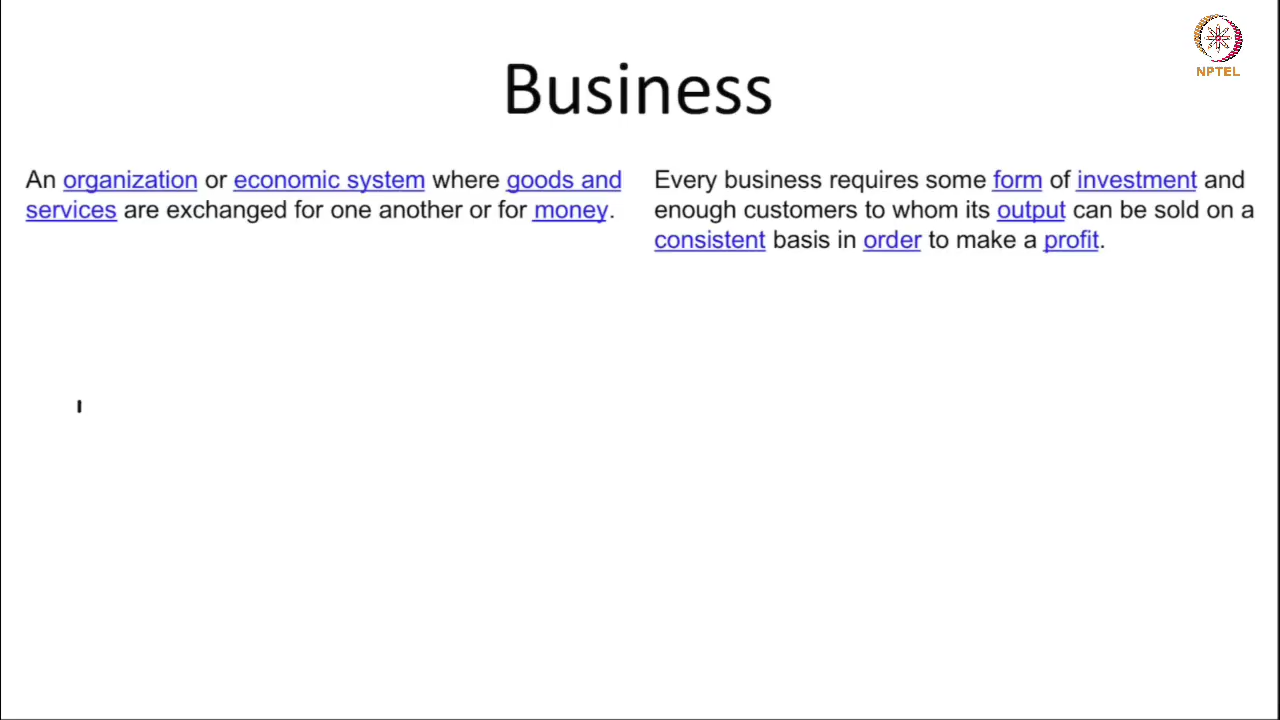 NPTEL
Business
An organization or economic system where goods and
services are exchanged for one another or for money.
Every business requires some form of investment and
enough customers to whom its output can be sold on a
consistent basis in order to make a profit.